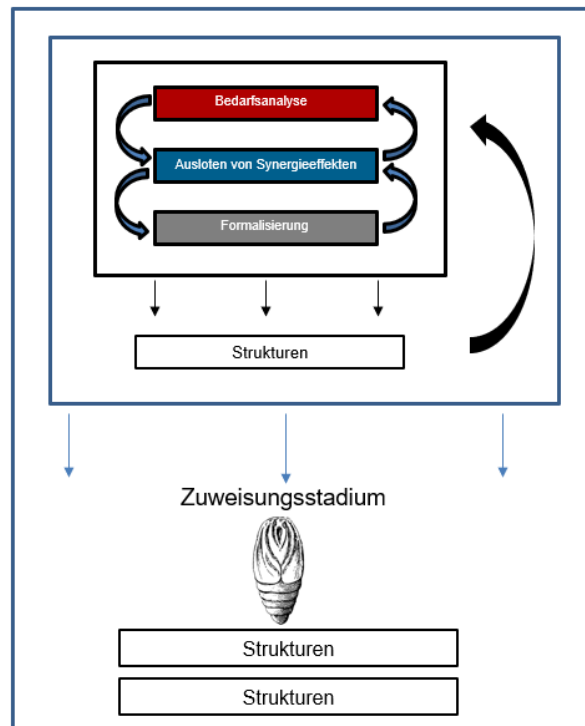 Bedarfsanalyse
Ausloten von Synergieeffekten
Formalisierung
Strukturen
Zuweisungsstadium
Strukturen
Strukturen